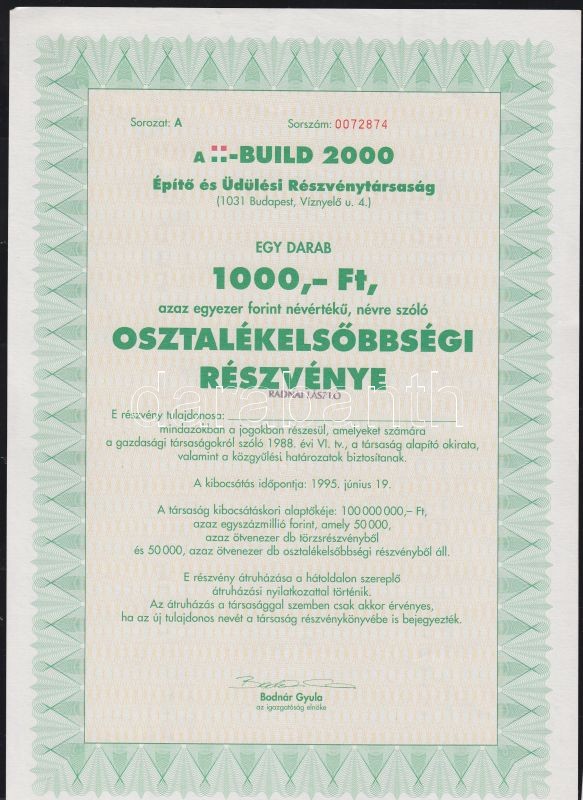 Sorozat: A Sorszám: 0072874
A ::-BUILD 2000
Építő és Üdülési Részvénytársaság
(1031 Budapest, Víznyelő u. 4.)
EGY DARAB
1000,– Ft,
azaz egyezer forint névértékű, névre szóló
OSZTALÉKELSŐBBSÉGI
RÉSZVÉNYE
RADNAI LÁSZLÓ
darabanth
E részvény tulajdonosa:
mindazokban a jogokban részesül, amelyeket számára
a gazdasági társaságokról szóló 1988. évi VI. tv., a társaság alapító okirata,
valamint a közgyűlési határozatok biztosítanak.
A kibocsátás időpontja: 1995. június 19.
A társaság kibocsátáskori alaptőkéje: 100 000 000,– Ft,
azaz egyszázmillió forint, amely 50 000,
azaz ötvenezer db törzsrészvényből
és 50 000, azaz ötvenezer db osztalékelsőbbségi részvényből áll.
E részvény átruházása a hátoldalon szereplő
átruházási nyilatkozattal történik.
Az átruházás a társasággal szemben csak akkor érvényes,
ha az új tulajdonos nevét a társaság részvénykönyvébe is bejegyezték.
Bodnár Gyula
az igazgatóság elnöke